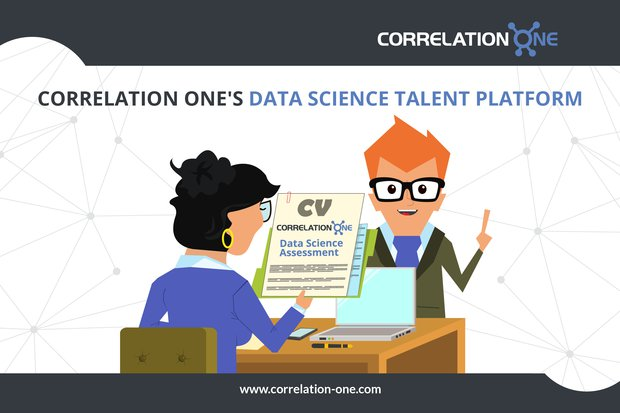 CORRELATION ONE
CORRELATION ONE'S DATA SCIENCE TALENT PLATFORM
CV
CORRELATION ONE
Data Science
Assessment
www.correlation-one.com